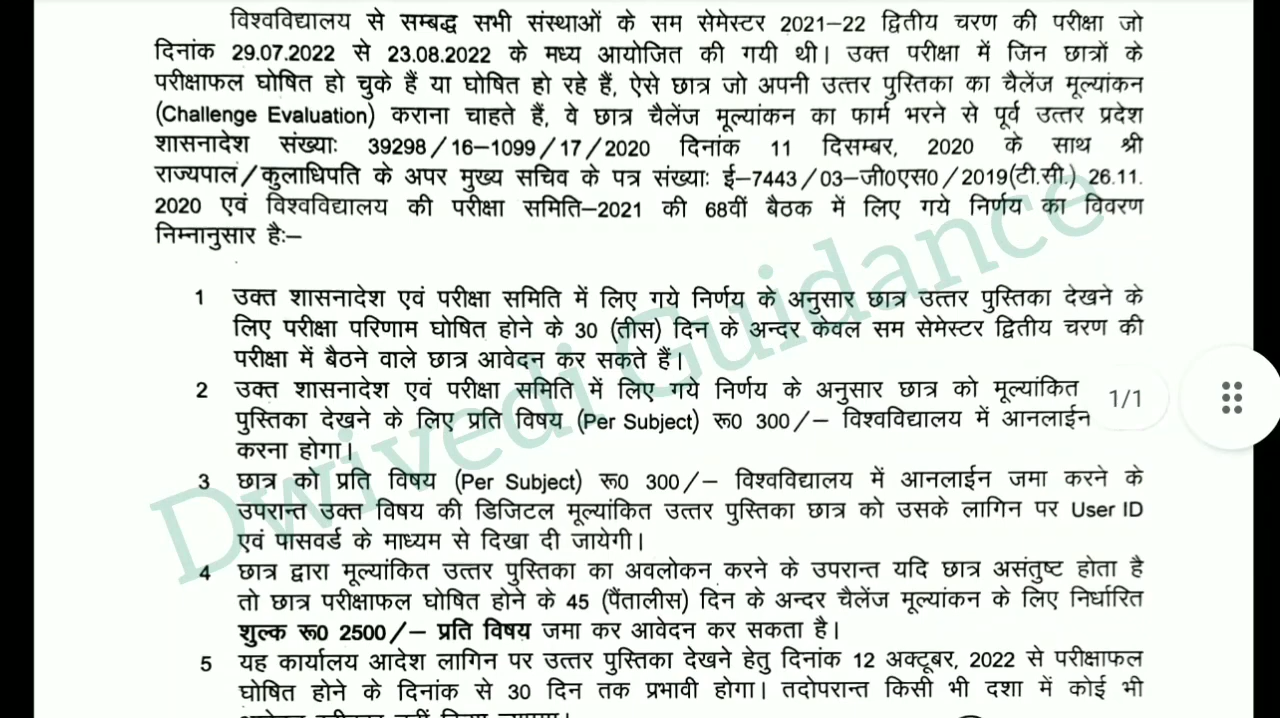 विश्वविद्यालय से सम्बद्ध सभी संस्थाओं के सम सेमेस्टर 2021–22 द्वितीय चरण की परीक्षा जो
दिनांक 29.07.2022 से 23.08.2022 के मध्य आयोजित की गयी थी। उक्त परीक्षा में जिन छात्रों के
परीक्षाफल घोषित हो चुके हैं या घोषित हो रहे हैं, ऐसे छात्र जो अपनी उत्तर पुस्तिका का चैलेंज मूल्यांकन
(Challenge Evaluation) कराना चाहते हैं, वे छात्र चैलेंज मूल्यांकन का फार्म भरने से पूर्व उत्तर प्रदेश
शासनादेश संख्याः 39298/16–1099/17/2020 दिनांक 11 दिसम्बर, 2020 के साथ श्री
राज्यपाल/कुलाधिपति के अपर मुख्य सचिव के पत्र संख्याः ई–7443/03–जी0एस0/2019(टी.सी.) 26.11.
2020 एवं विश्वविद्यालय की परीक्षा समिति–2021 की 68वीं बैठक में लिए गये निर्णय का विवरण
निम्नानुसार हैः–
1 उक्त शासनादेश एवं परीक्षा समिति में लिए गये निर्णय के अनुसार छात्र उत्तर पुस्तिका देखने के
लिए परीक्षा परिणाम घोषित होने के 30 (तीस) दिन के अन्दर केवल सम सेमेस्टर द्वितीय चरण की
परीक्षा में बैठने वाले छात्र आवेदन कर सकते हैं।
2 उक्त शासनादेश एवं परीक्षा समिति में लिए गये निर्णय के अनुसार छात्र को मूल्यांकित
पुस्तिका देखने के लिए प्रति विषय (Per Subject) रू0 300/– विश्वविद्यालय में आनलाईन
करना होगा।
1/1
3 छात्र को प्रति विषय (Per Subject) रू0 300/– विश्वविद्यालय में आनलाईन जमा करने के
उपरान्त उक्त विषय की डिजिटल मूल्यांकित उत्तर पुस्तिका छात्र को उसके लागिन पर User ID
एवं पासवर्ड के माध्यम से दिखा दी जायेगी।
4 छात्र द्वारा मूल्यांकित उत्तर पुस्तिका का अवलोकन करने के उपरान्त यदि छात्र असंतुष्ट होता है
तो छात्र परीक्षाफल घोषित होने के 45 (पैंतालीस) दिन के अन्दर चैलेंज मूल्यांकन के लिए निर्धारित
शुल्क रू0 2500/– प्रति विषय जमा कर आवेदन कर सकता है।
5 यह कार्यालय आदेश लागिन पर उत्तर पुस्तिका देखने हेतु दिनांक 12 अक्टूबर, 2022 से परीक्षाफल
घोषित होने के दिनांक से 30 दिन तक प्रभावी होगा। तदोपरान्त किसी भी दशा में कोई भी
Dwivedi Guidance